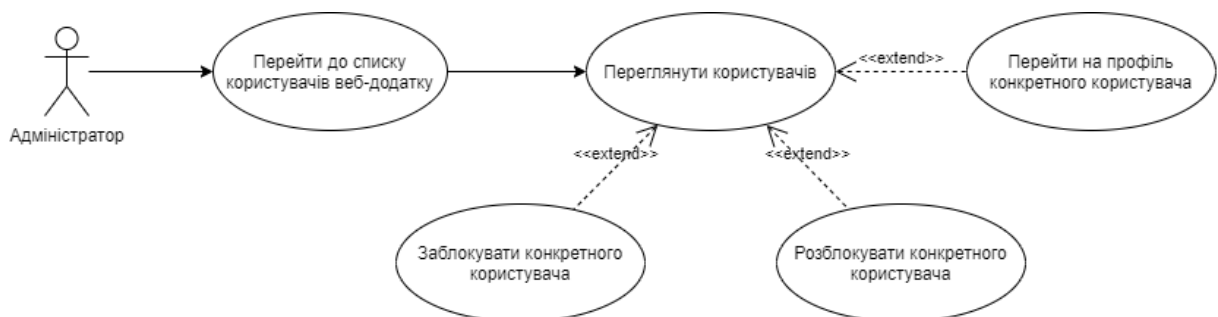 Перейти до списку
користувачів веб-додатку
Переглянути користувачів
<<extend>>
Перейти на профіль
конкретного користувача
Адміністратор
<<extend>>
<<extend>>
Заблокувати конкретного
користувача
Розблокувати конкретного
користувача